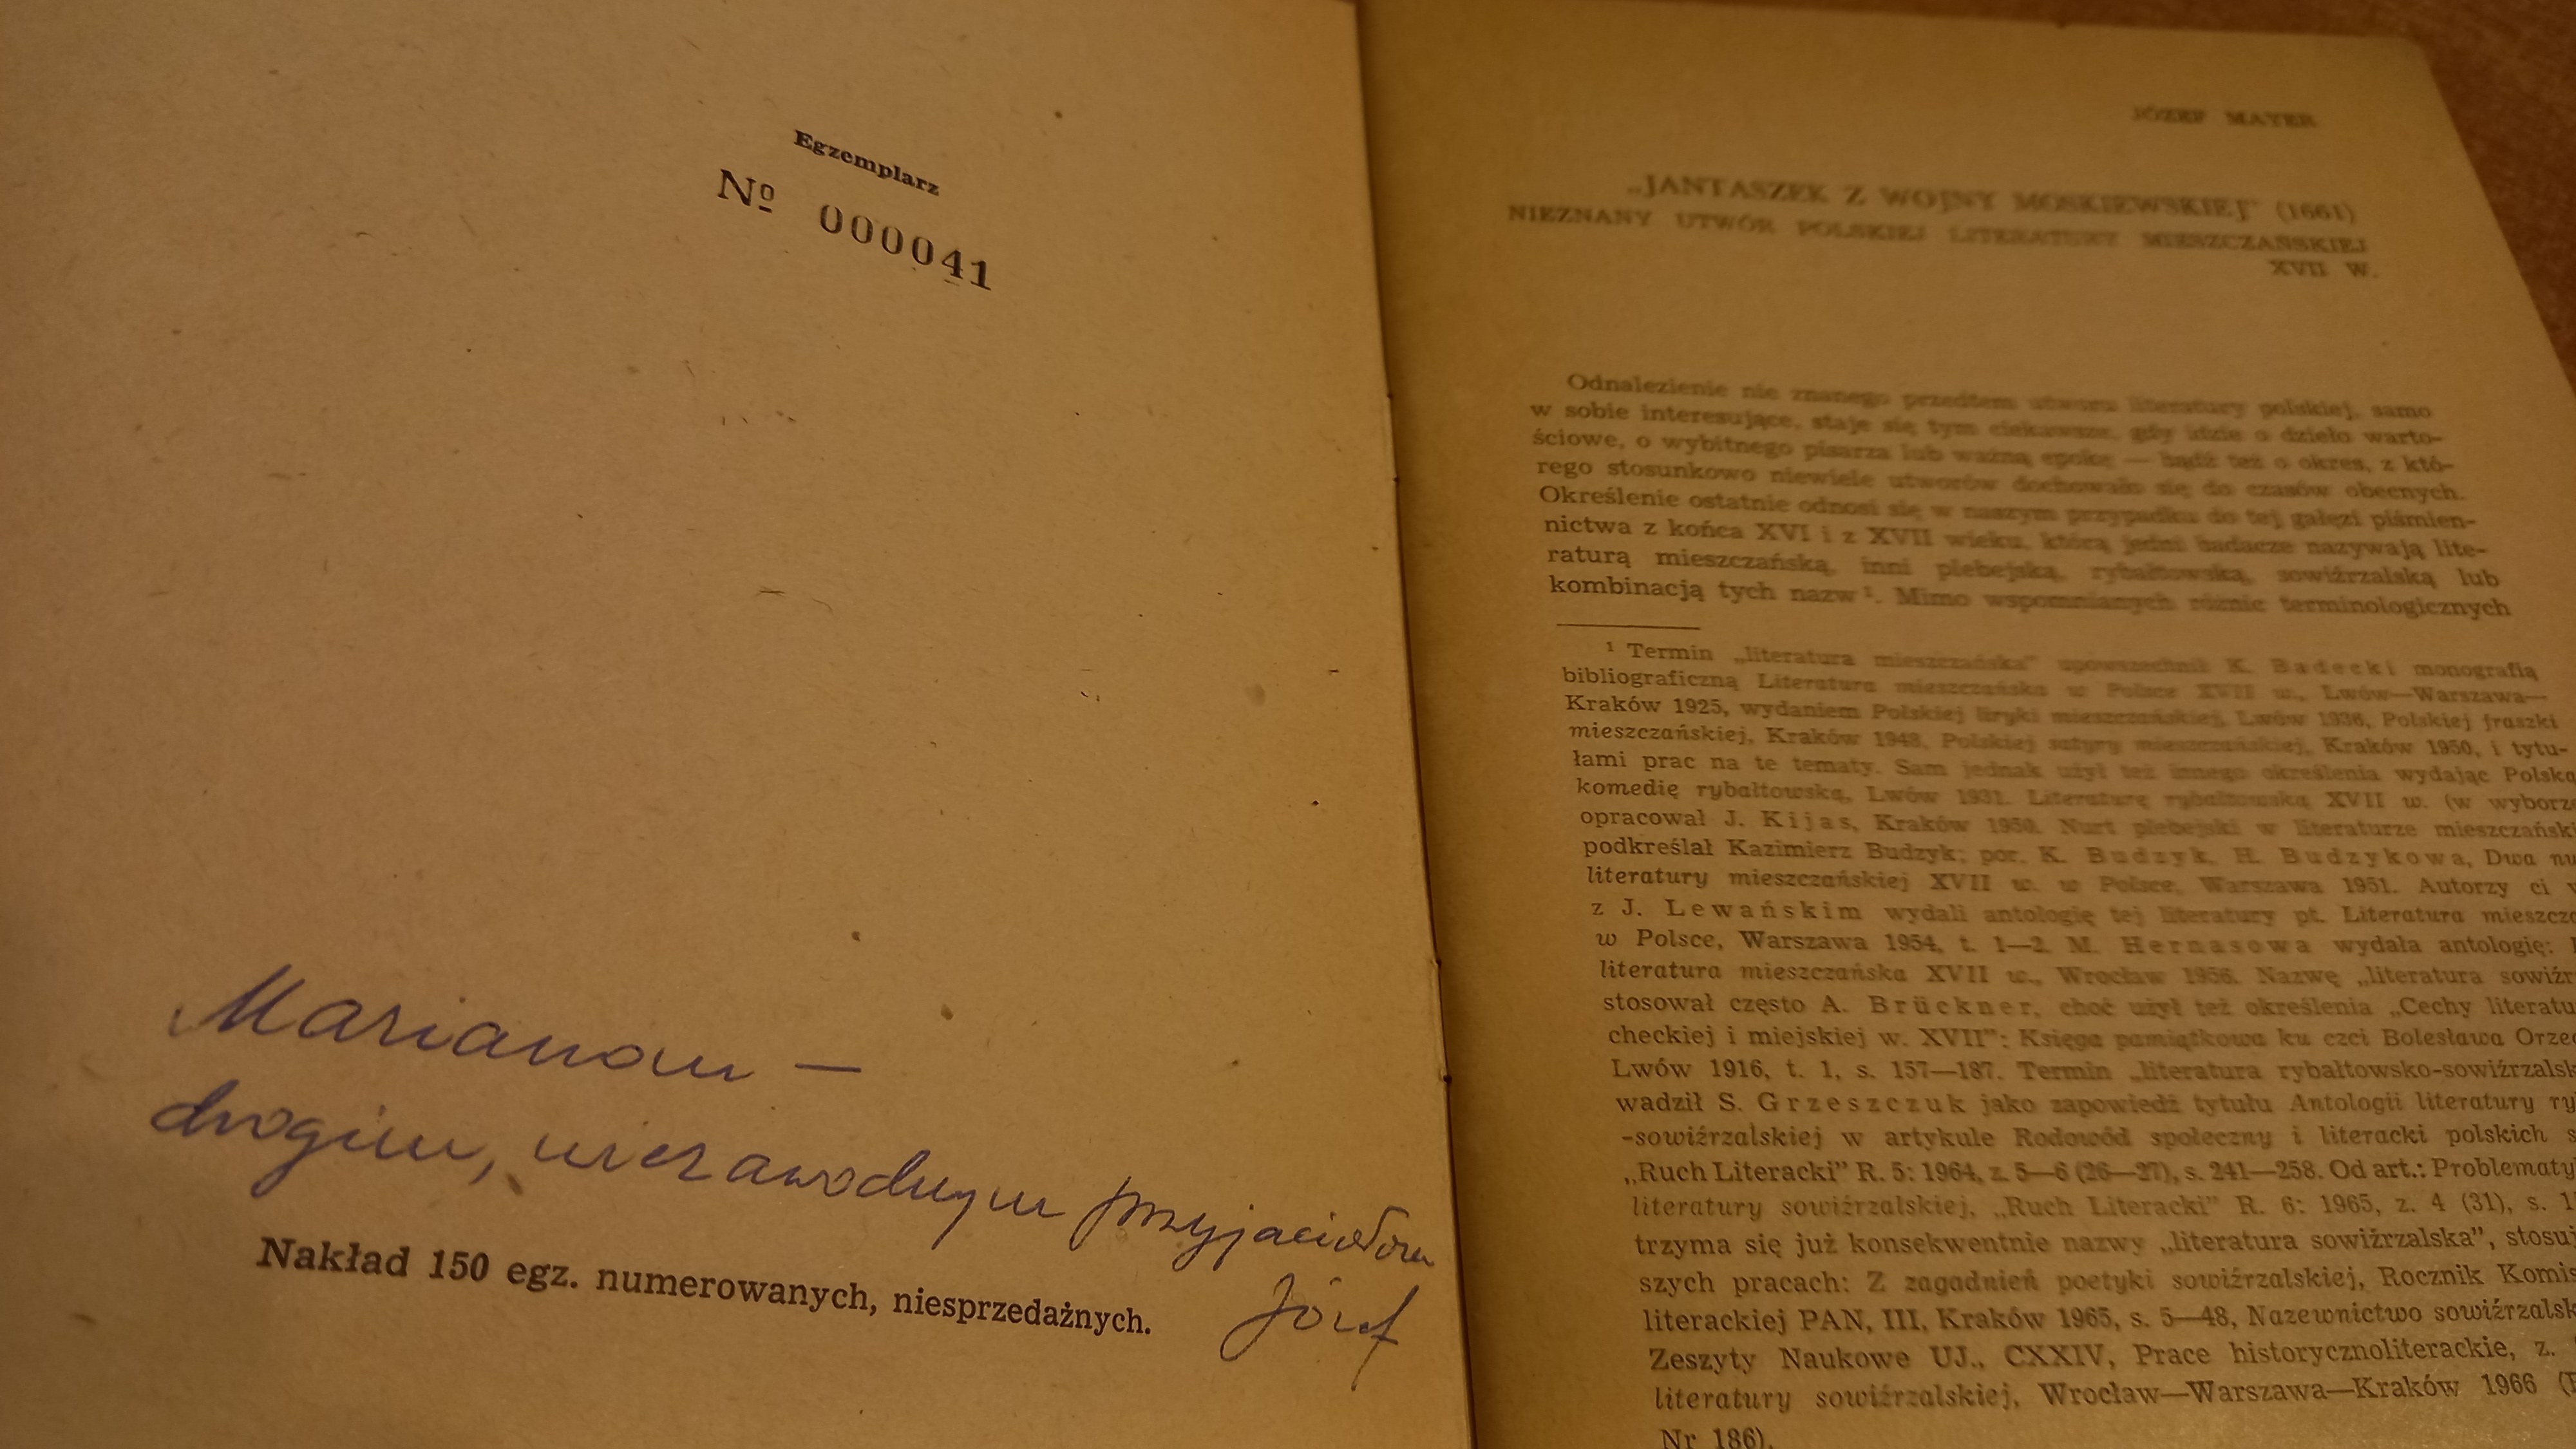 Egzemplarz
Nº 000041
Marianom —
drogim, niezawodnym przyjaciołom
Józef
Nakład 150 egz. numerowanych, niesprzedażnych.
JÓZEF MAYER
„JANTASZEK Z WOJNY MOSKIEWSKIEJ" (1661)
NIEZNANY UTWÓR POLSKIEJ LITERATURY MIESZCZAŃSKIEJ
XVII W.
Odnalezienie nie znanego przedtem utworu literatury polskiej, samo
w sobie interesujące, staje się tym ciekawsze, gdy idzie o dzieło warto-
ściowe, o wybitnego pisarza lub ważną epokę — bądź też o okres, z któ-
rego stosunkowo niewiele utworów dochowało się do czasów obecnych.
Określenie ostatnie odnosi się w naszym przypadku do tej gałęzi piśmien-
nictwa z końca XVI i z XVII wieku, którą jedni badacze nazywają lite-
raturą mieszczańską, inni plebejską, rybałtowską, sowiźrzalską lub
kombinacją tych nazw ¹. Mimo wspomnianych różnic terminologicznych
¹ Termin „literatura mieszczańska" upowszechnił K. Badecki monografią
bibliograficzną Literatura mieszczańska w Polsce XVII w., Lwów—Warszawa—
Kraków 1925, wydaniem Polskiej liryki mieszczańskiej, Lwów 1936, Polskiej fraszki
mieszczańskiej, Kraków 1948, Polskiej satyry mieszczańskiej, Kraków 1950, i tytu-
łami prac na te tematy. Sam jednak użył też innego określenia wydając Polską
komedię rybałtowską, Lwów 1931. Literaturę rybałtowską XVII w. (w wyborze
opracował J. Kijas, Kraków 1950. Nurt plebejski w literaturze mieszczańsk
podkreślał Kazimierz Budzyk; por. K. Budzyk, H. Budzykowa, Dwa nu
literatury mieszczańskiej XVII w. w Polsce, Warszawa 1951. Autorzy ci
z J. Lewańskim wydali antologię tej literatury pt. Literatura mieszcz
w Polsce, Warszawa 1954, t. 1—2. M. Hernasowa wydała antologię:
literatura mieszczańska XVII w., Wrocław 1956. Nazwę „literatura sowiźr
stosował często A. Brückner, choć użył też określenia „Cechy literatu
checkiej i miejskiej w. XVII"; Księga pamiątkowa ku czci Bolesława Orze
Lwów 1916, t. 1, s. 157—187. Termin „literatura rybałtowsko-sowiźrzalsk
wadził S. Grzeszczuk jako zapowiedź tytułu Antologii literatury ry
-sowiźrzalskiej w artykule Rodowód społeczny i literacki polskich s
„Ruch Literacki" R. 5: 1964, z. 5—6 (26—27), s. 241—258. Od art.: Problematy
literatury sowiźrzalskiej, „Ruch Literacki" R. 6: 1965, z. 4 (31), s. 1
trzyma się już konsekwentnie nazwy „literatura sowiźrzalska", stosu
szych pracach: Z zagadnień poetyki sowiźrzalskiej, Rocznik Komis
literackiej PAN, III, Kraków 1965, s. 5—48, Nazewnictwo sowiźrzalsk
Zeszyty Naukowe UJ., CXXIV, Prace historycznoliterackie, z.
literatury sowiźrzalskiej, Wrocław—Warszawa—Kraków 1966
Nr 186).